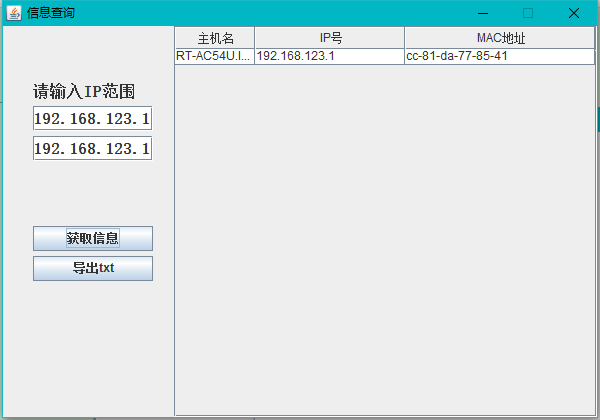 信息查询
请输入IP范围
192.168.123.1
192.168.123.1
获取信息
导出txt
主机名 IP号 MAC地址
RT-AC54U.l... 192.168.123.1 cc-81-da-77-85-41